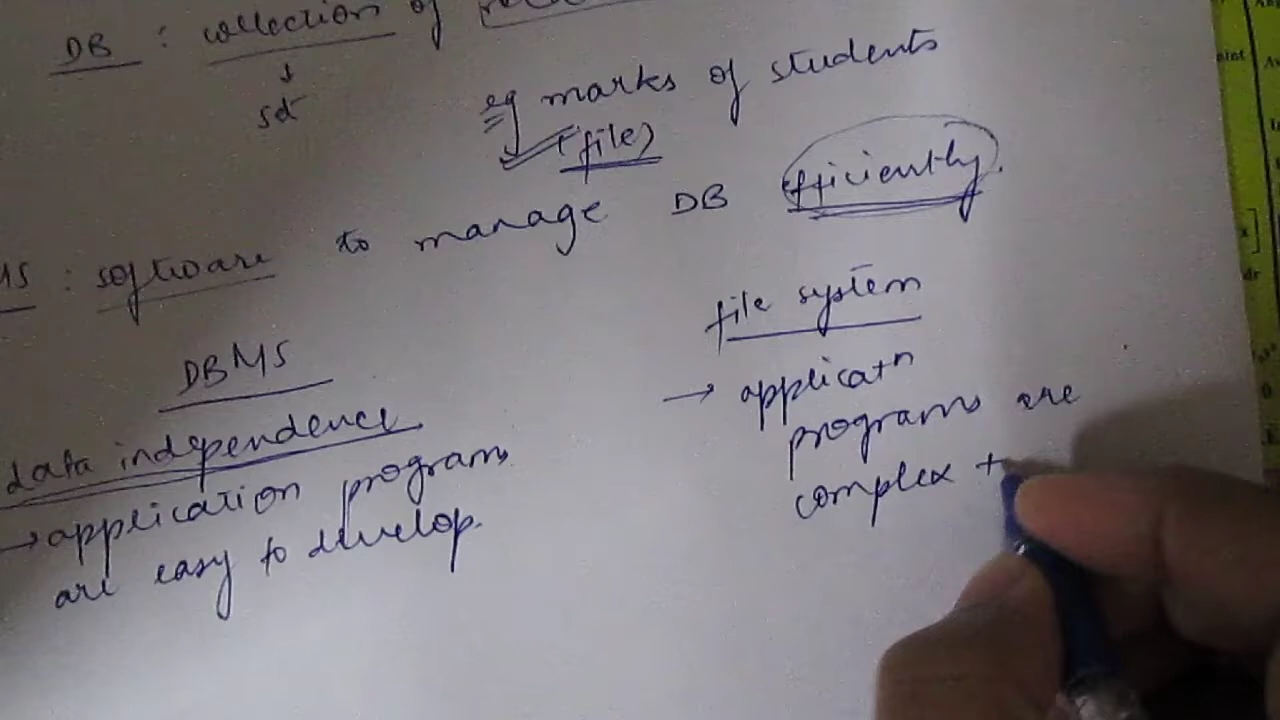 DB : collection of
sd
eg marks of students
(file)
MS : software to manage DB efficiently.
DBMS
file system
data independence
→ application programs
are easy to develop.
→ applicatn
programs are
complex t